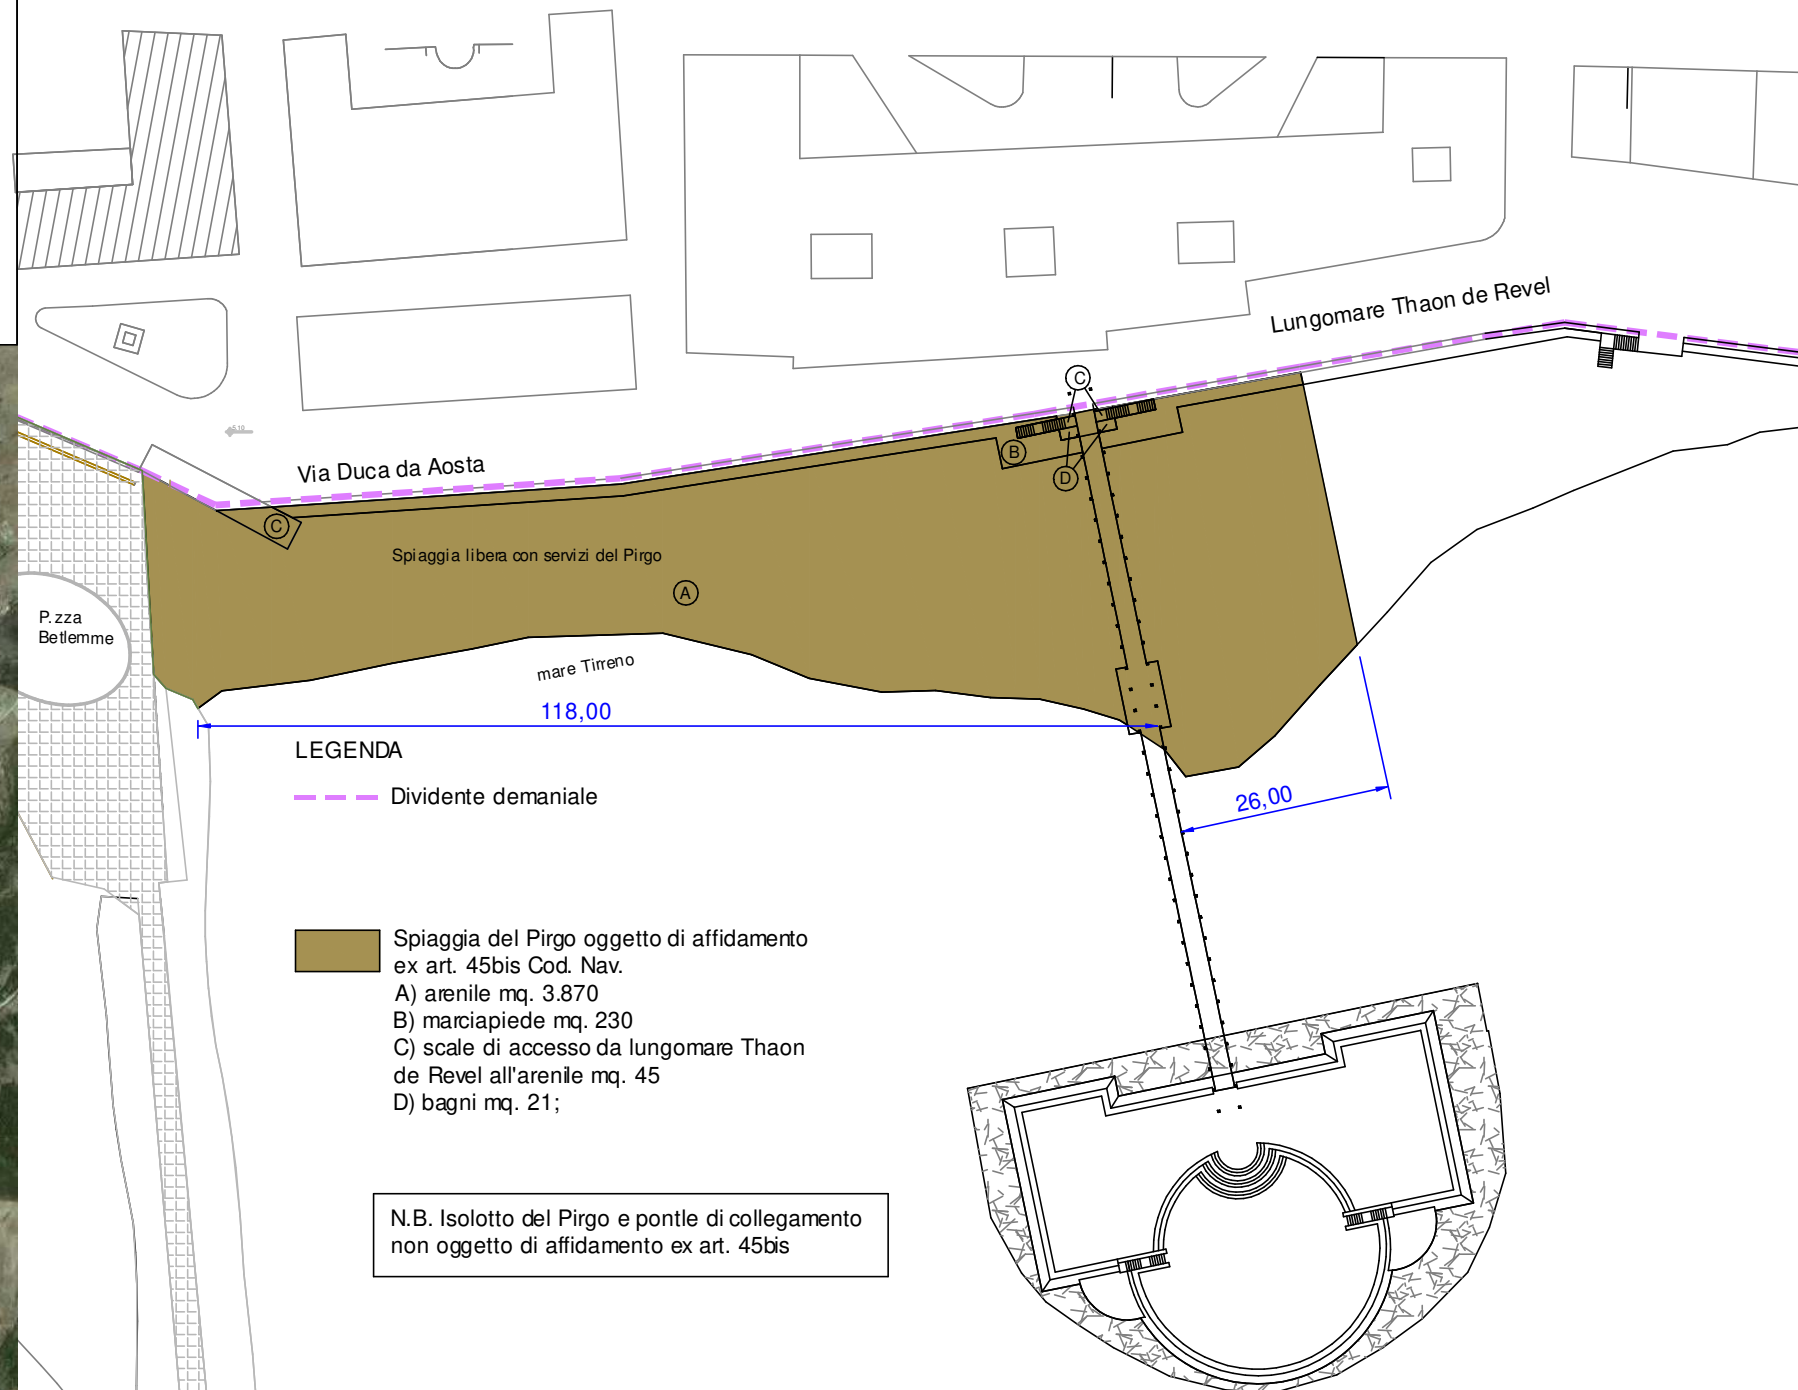 Lungomare Thaon de Revel
C
Via Duca da Aosta
B
D
C
Spiaggia libera con servizi del Pirgo
A
P.zza
Betlemme
mare Tirreno
118,00
LEGENDA
Dividente demaniale
26,00
Spiaggia del Pirgo oggetto di affidamento
ex art. 45bis Cod. Nav.
A) arenile mq. 3.870
B) marciapiede mq. 230
C) scale di accesso da lungomare Thaon
de Revel all'arenile mq. 45
D) bagni mq. 21;
N.B. Isolotto del Pirgo e pontle di collegamento
non oggetto di affidamento ex art. 45bis